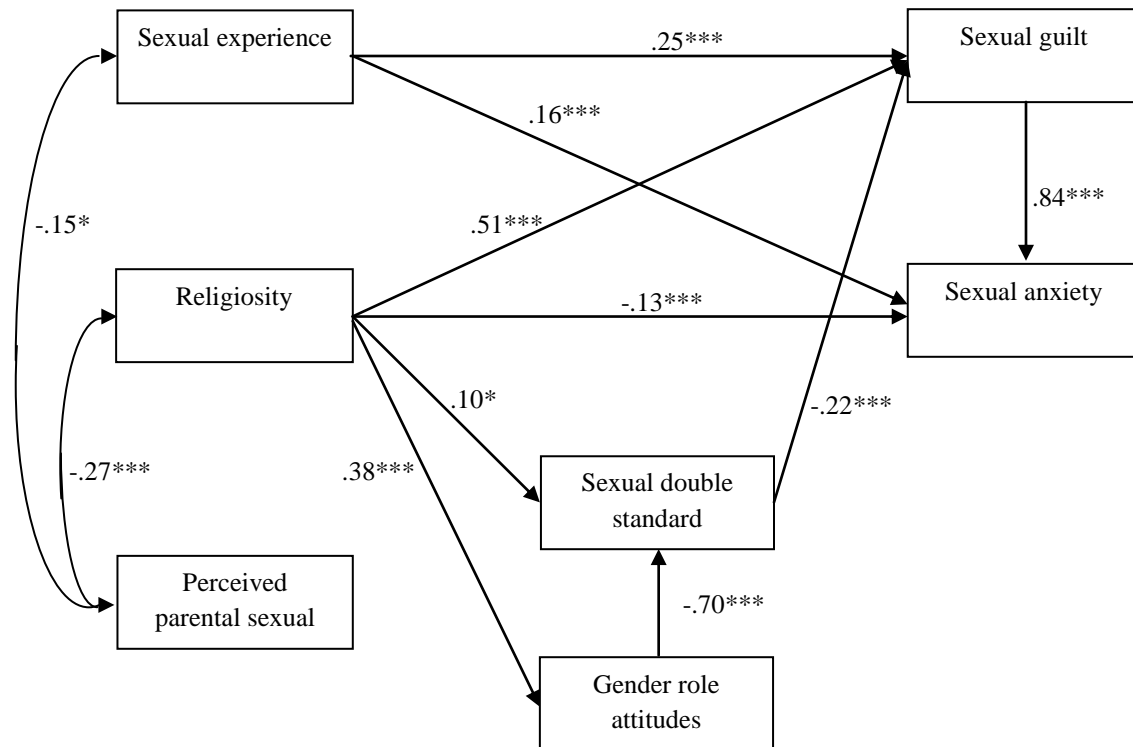 Sexual experience
Sexual guilt
.25***
.16***
-.15*
.51***
.84***
Religiosity
Sexual anxiety
-.13***
.10*
-.22***
-.27***
.38***
Sexual double
standard
Perceived
parental sexual
-.70***
Gender role
attitudes